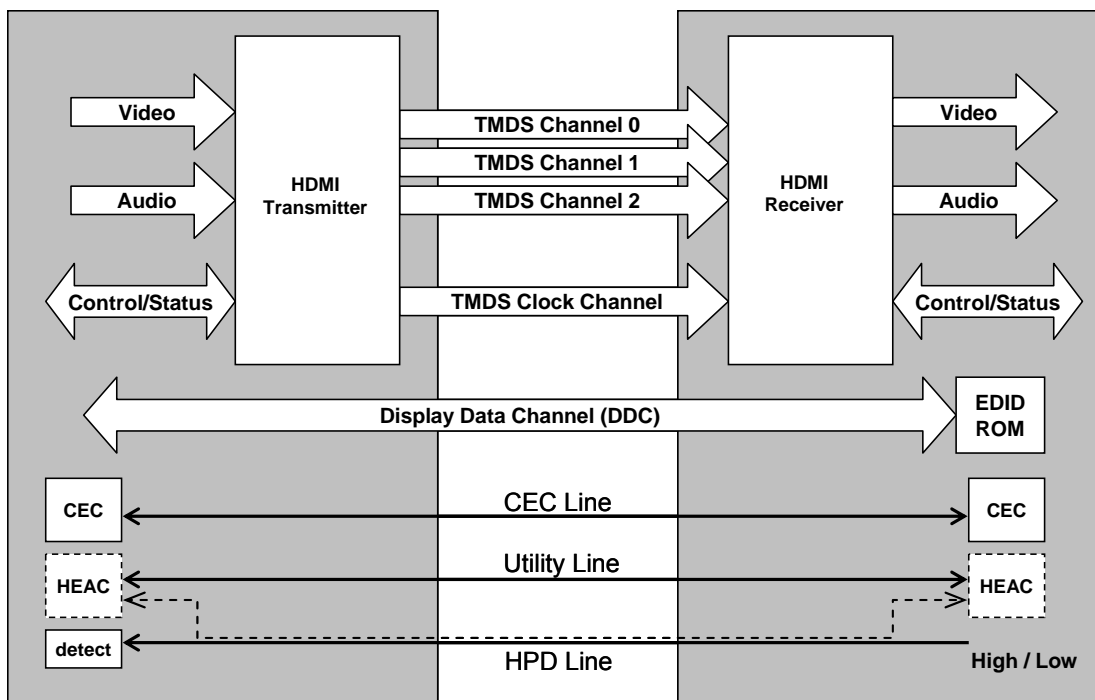 Video
Audio
Control/Status
HDMI
Transmitter
TMDS Channel 0
TMDS Channel 1
TMDS Channel 2
TMDS Clock Channel
HDMI
Receiver
Video
Audio
Control/Status
Display Data Channel (DDC)
EDID
ROM
CEC
CEC Line
CEC
HEAC
Utility Line
HEAC
detect
HPD Line
High / Low